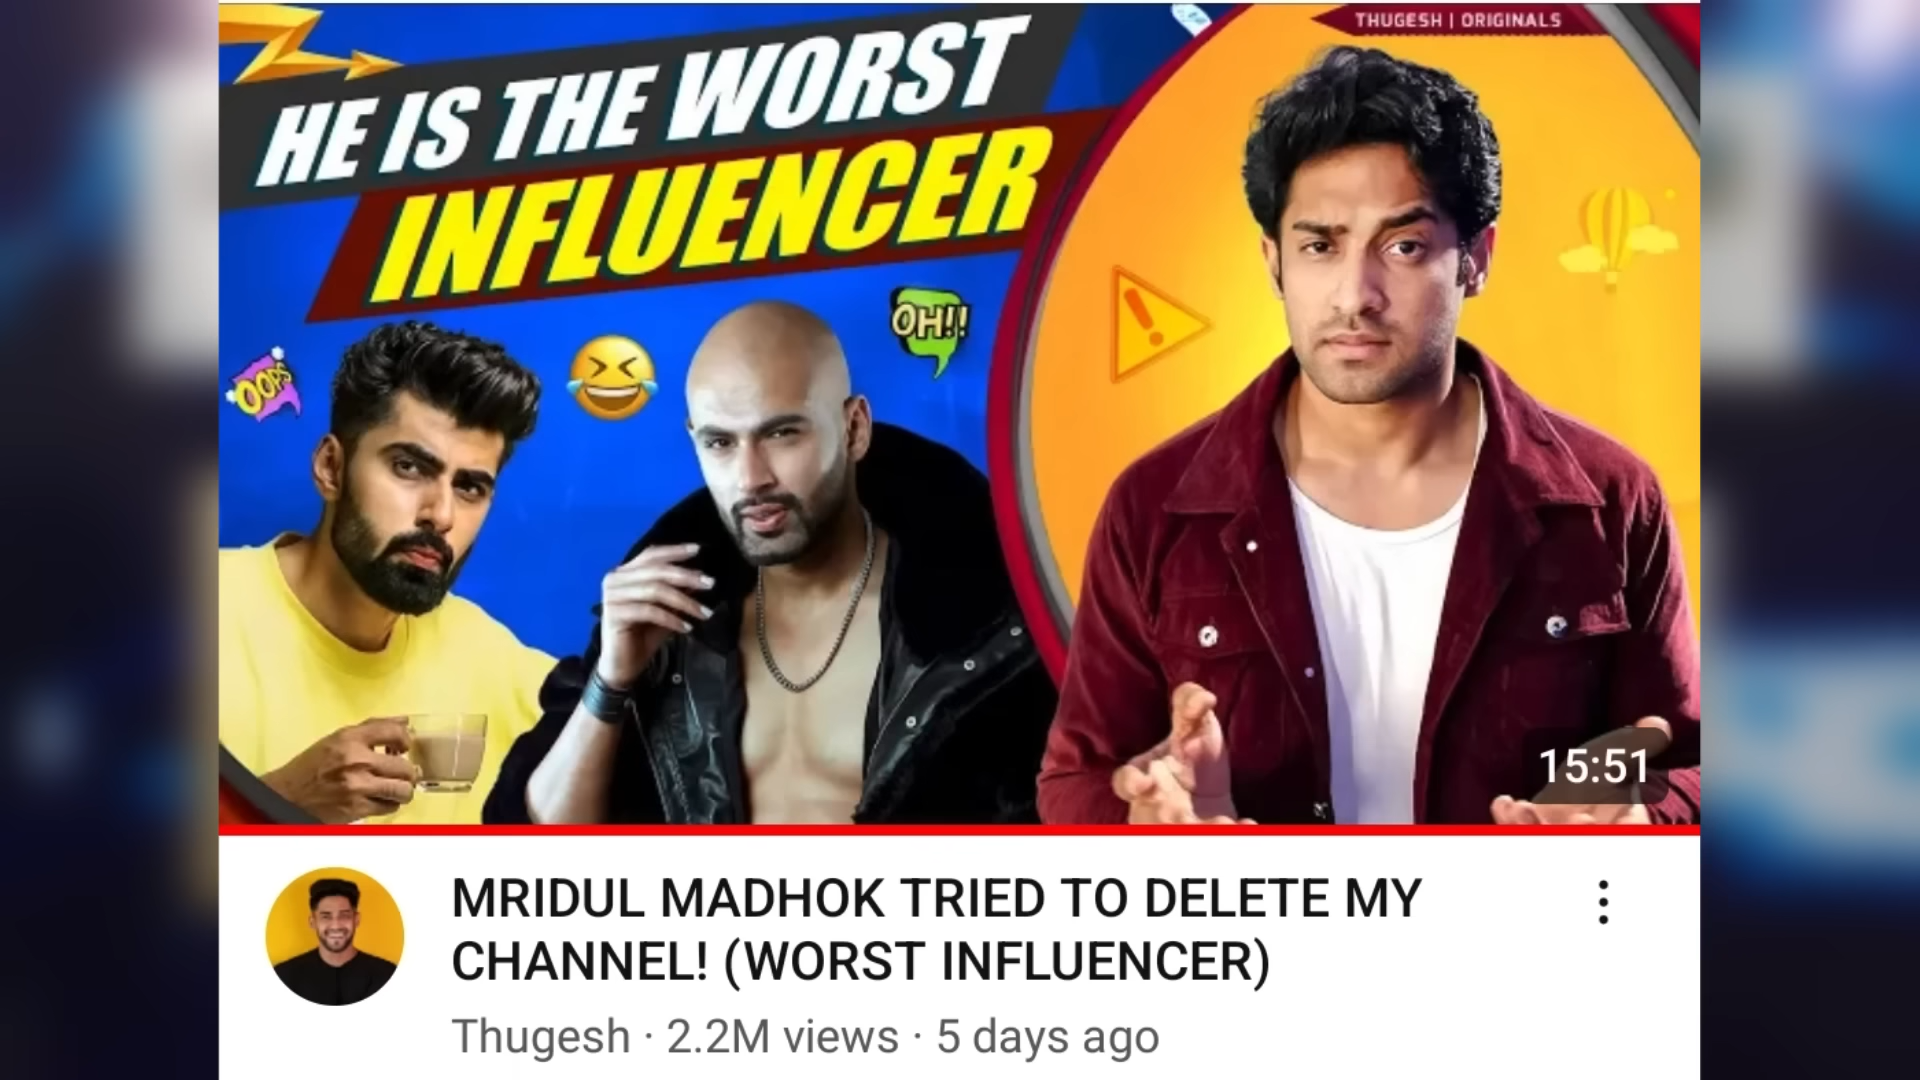 THUGESH | ORIGINALS
HE IS THE WORST
INFLUENCER
OOPS
OH!!
15:51
MRIDUL MADHOK TRIED TO DELETE MY
CHANNEL! (WORST INFLUENCER)
Thugesh · 2.2M views · 5 days ago